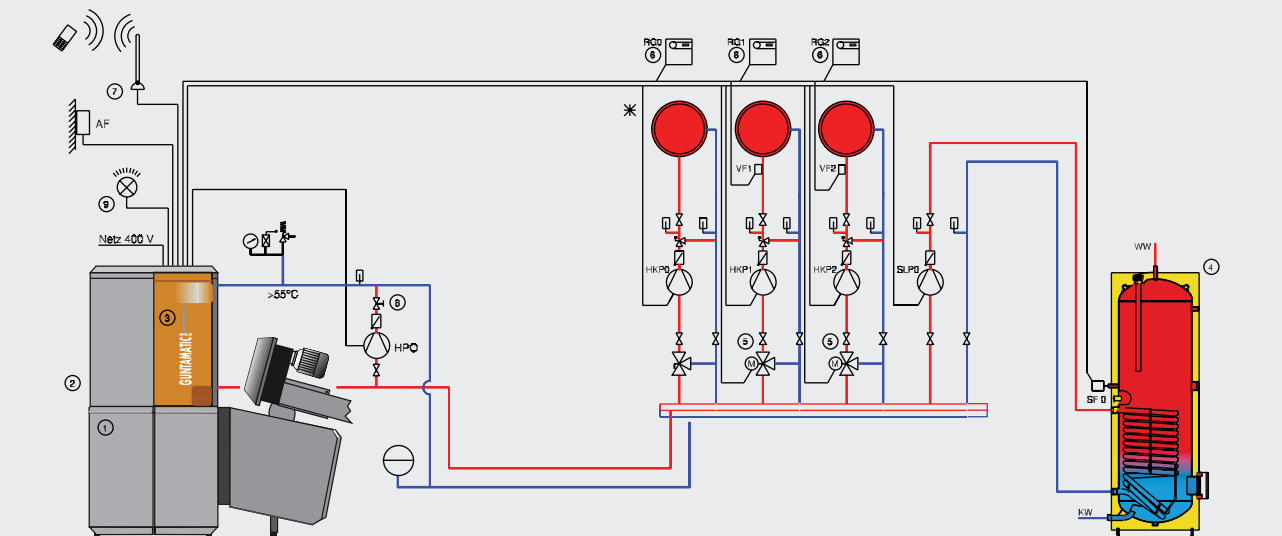 RG0
RG1
RG2
6
6
6
7
AF
9
Netz 400 V
VF1
VF2
WW
4
HKP0
HKP1
HKP2
SLP0
>55°C
8
3
GUNTAMATIC
HP0
5
5
M
M
2
SF 0
1
KW